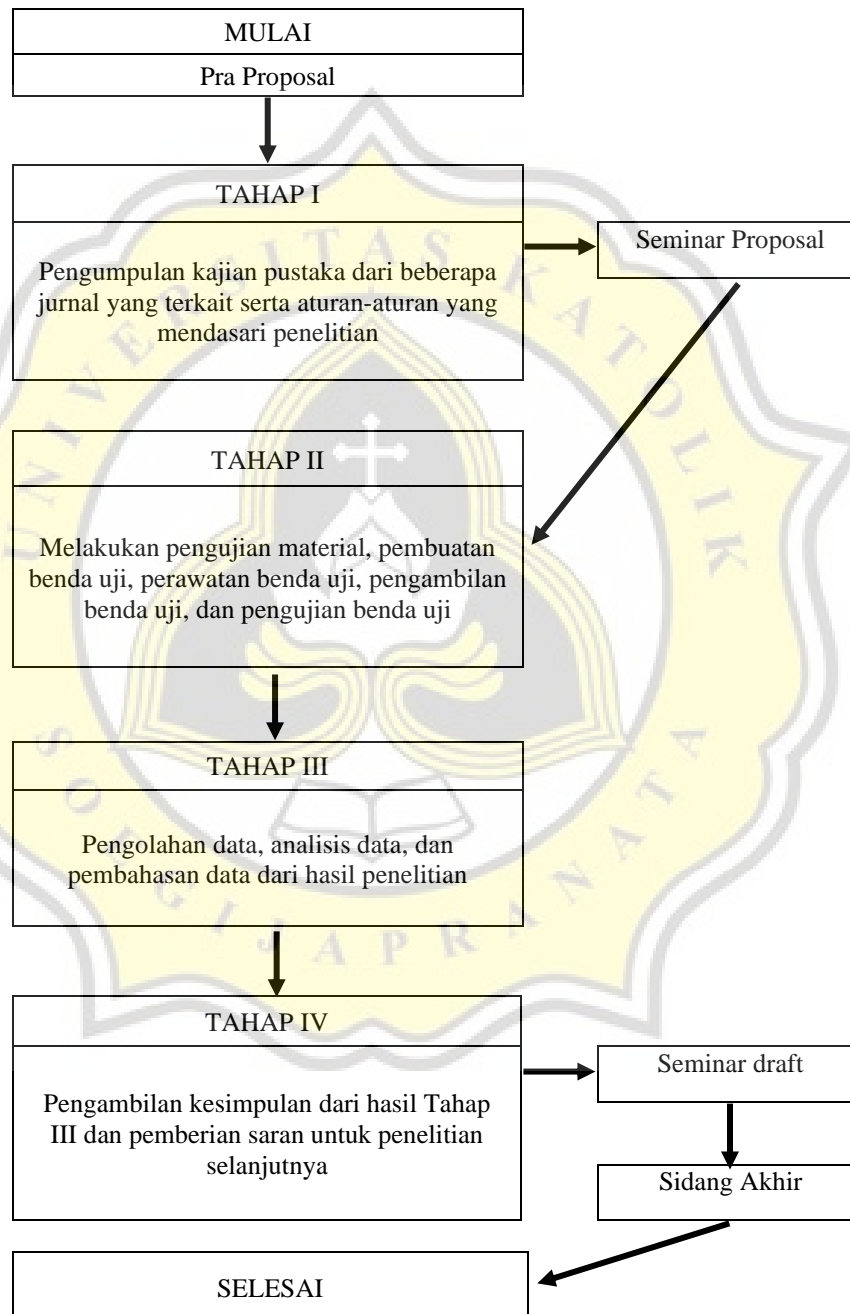 MULAI
Pra Proposal
TAHAP I
Pengumpulan kajian pustaka dari beberapa
jurnal yang terkait serta aturan-aturan yang
mendasari penelitian
Seminar Proposal
TAHAP II
Melakukan pengujian material, pembuatan
benda uji, perawatan benda uji, pengambilan
benda uji, dan pengujian benda uji
TAHAP III
Pengolahan data, analisis data, dan
pembahasan data dari hasil penelitian
TAHAP IV
Pengambilan kesimpulan dari hasil Tahap
III dan pemberian saran untuk penelitian
selanjutnya
Seminar draft
Sidang Akhir
SELESAI
UNIVERSITAS KATOLIK
SOEGIJAPRANATA